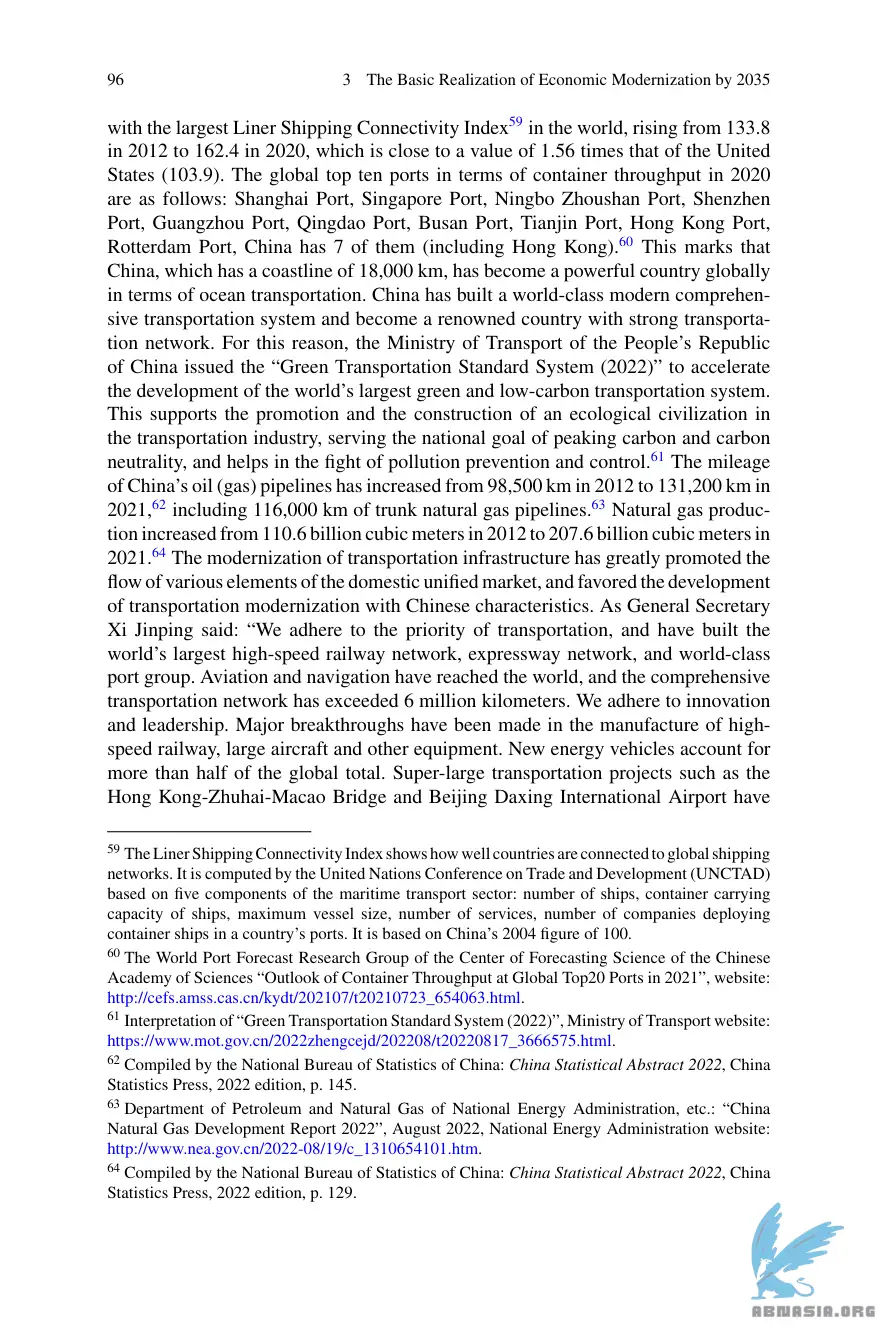 96
3 The Basic Realization of Economic Modernization by 2035
with the largest Liner Shipping Connectivity Index59 in the world, rising from 133.8
in 2012 to 162.4 in 2020, which is close to a value of 1.56 times that of the United
States (103.9). The global top ten ports in terms of container throughput in 2020
are as follows: Shanghai Port, Singapore Port, Ningbo Zhoushan Port, Shenzhen
Port, Guangzhou Port, Qingdao Port, Busan Port, Tianjin Port, Hong Kong Port,
Rotterdam Port, China has 7 of them (including Hong Kong).60 This marks that
China, which has a coastline of 18,000 km, has become a powerful country globally
in terms of ocean transportation. China has built a world-class modern comprehen-
sive transportation system and become a renowned country with strong transporta-
tion network. For this reason, the Ministry of Transport of the People's Republic
of China issued the “Green Transportation Standard System (2022)” to accelerate
the development of the world's largest green and low-carbon transportation system.
This supports the promotion and the construction of an ecological civilization in
the transportation industry, serving the national goal of peaking carbon and carbon
neutrality, and helps in the fight of pollution prevention and control.61 The mileage
of China's oil (gas) pipelines has increased from 98,500 km in 2012 to 131,200 km in
2021,62 including 116,000 km of trunk natural gas pipelines.63 Natural gas produc-
tion increased from 110.6 billion cubic meters in 2012 to 207.6 billion cubic meters in
2021.64 The modernization of transportation infrastructure has greatly promoted the
flow of various elements of the domestic unified market, and favored the development
of transportation modernization with Chinese characteristics. As General Secretary
Xi Jinping said: “We adhere to the priority of transportation, and have built the
world's largest high-speed railway network, expressway network, and world-class
port group. Aviation and navigation have reached the world, and the comprehensive
transportation network has exceeded 6 million kilometers. We adhere to innovation
and leadership. Major breakthroughs have been made in the manufacture of high-
speed railway, large aircraft and other equipment. New energy vehicles account for
more than half of the global total. Super-large transportation projects such as the
Hong Kong-Zhuhai-Macao Bridge and Beijing Daxing International Airport have
59 The Liner Shipping Connectivity Index shows how well countries are connected to global shipping
networks. It is computed by the United Nations Conference on Trade and Development (UNCTAD)
based on five components of the maritime transport sector: number of ships, container carrying
capacity of ships, maximum vessel size, number of services, number of companies deploying
container ships in a country's ports. It is based on China's 2004 figure of 100.
60 The World Port Forecast Research Group of the Center of Forecasting Science of the Chinese
Academy of Sciences “Outlook of Container Throughput at Global Top20 Ports in 2021”, website:
http://cefs.amss.cas.cn/kydt/202107/t20210723_654063.html.
61 Interpretation of “Green Transportation Standard System (2022)”, Ministry of Transport website:
https://www.mot.gov.cn/2022zhengcejd/202208/t20220817_3666575.html.
62 Compiled by the National Bureau of Statistics of China: China Statistical Abstract 2022, China
Statistics Press, 2022 edition, p. 145.
63 Department of Petroleum and Natural Gas of National Energy Administration, etc.: “China
Natural Gas Development Report 2022”, August 2022, National Energy Administration website:
http://www.nea.gov.cn/2022-08/19/c_1310654101.htm.
64 Compiled by the National Bureau of Statistics of China: China Statistical Abstract 2022, China
Statistics Press, 2022 edition, p. 129.
ABNASIA.ORG